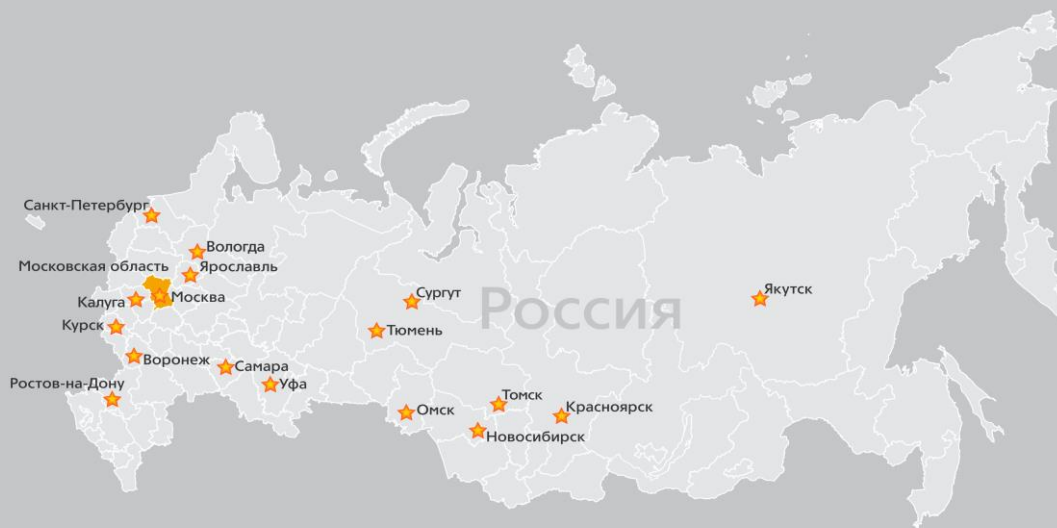 Санкт-Петербург
Вологда
Московская область
Ярославль
Москва
Калуга
Сургут
Россия
Якутск
Курск
Тюмень
Воронеж
Самара
Ростов-на-Дону
Уфа
Томск
Омск
Красноярск
Новосибирск